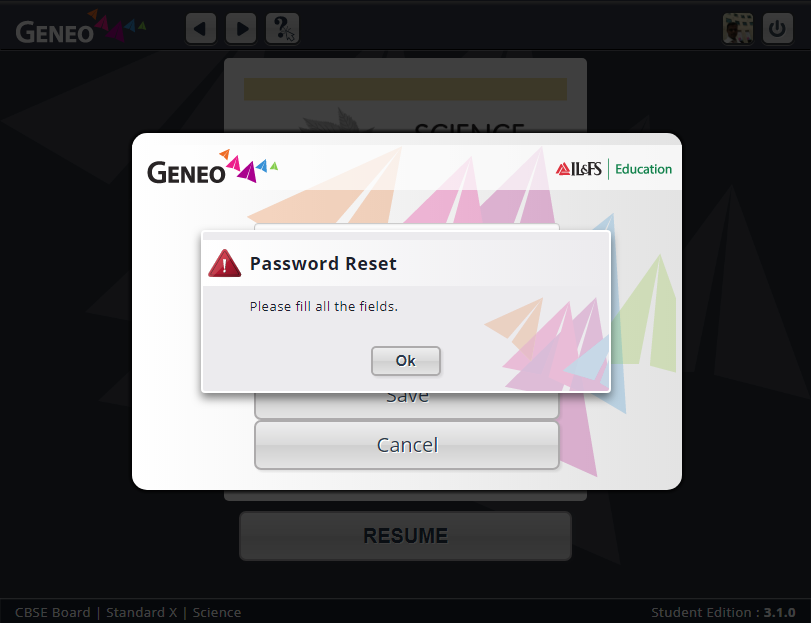 GENEO
?
SCIENCE
GENEO
IL&FS Education
Password Reset
Please fill all the fields.
Ok
Save
Cancel
RESUME
CBSE Board | Standard X | Science
Student Edition : 3.1.0